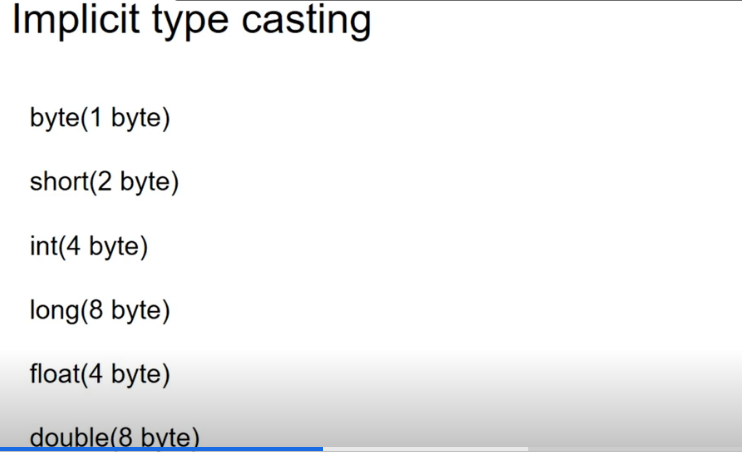 Implicit type casting
byte(1 byte)
short(2 byte)
int(4 byte)
long(8 byte)
float(4 byte)
double(8 byte)